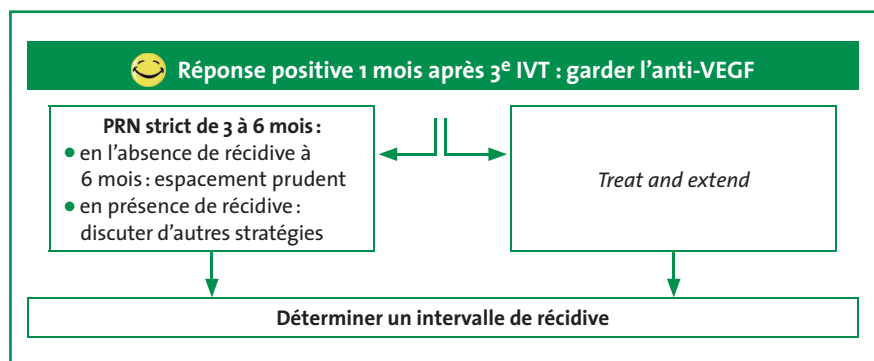 Réponse positive 1 mois après 3e IVT : garder l'anti-VEGF
PRN strict de 3 à 6 mois :
• en l'absence de récidive à
6 mois : espacement prudent
• en présence de récidive :
discuter d'autres stratégies
Treat and extend
Déterminer un intervalle de récidive